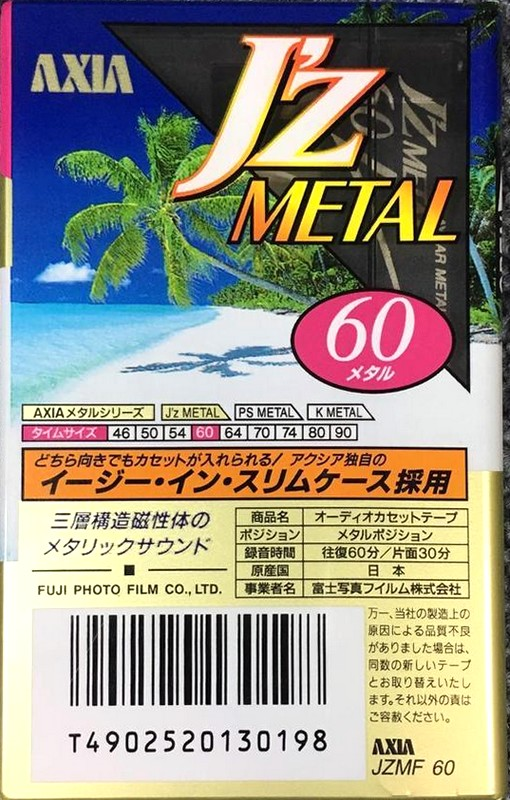 AXIA
J'z
METAL
60
メタル
AXIAメタルシリーズ J'z METAL PS METAL K METAL
タイムサイズ 46 50 54 60 64 70 74 80 90
どちら向きでもカセットが入れられる! アクシア独自の
イージー・イン・スリムケース採用
三層構造磁性体の
メタリックサウンド
FUJI PHOTO FILM CO., LTD.
商品名 オーディオカセットテープ
ポジション メタルポジション
録音時間 往復60分/片面30分
原産国 日本
事業者名 富士写真フイルム株式会社
万一、当社の製造上の
原因による品質不良
がありました場合は、
同数の新しいテープ
とお取り替えいたし
ます。それ以外の責は
ご容赦ください。
T4902520130198
AXIA
JZMF 60